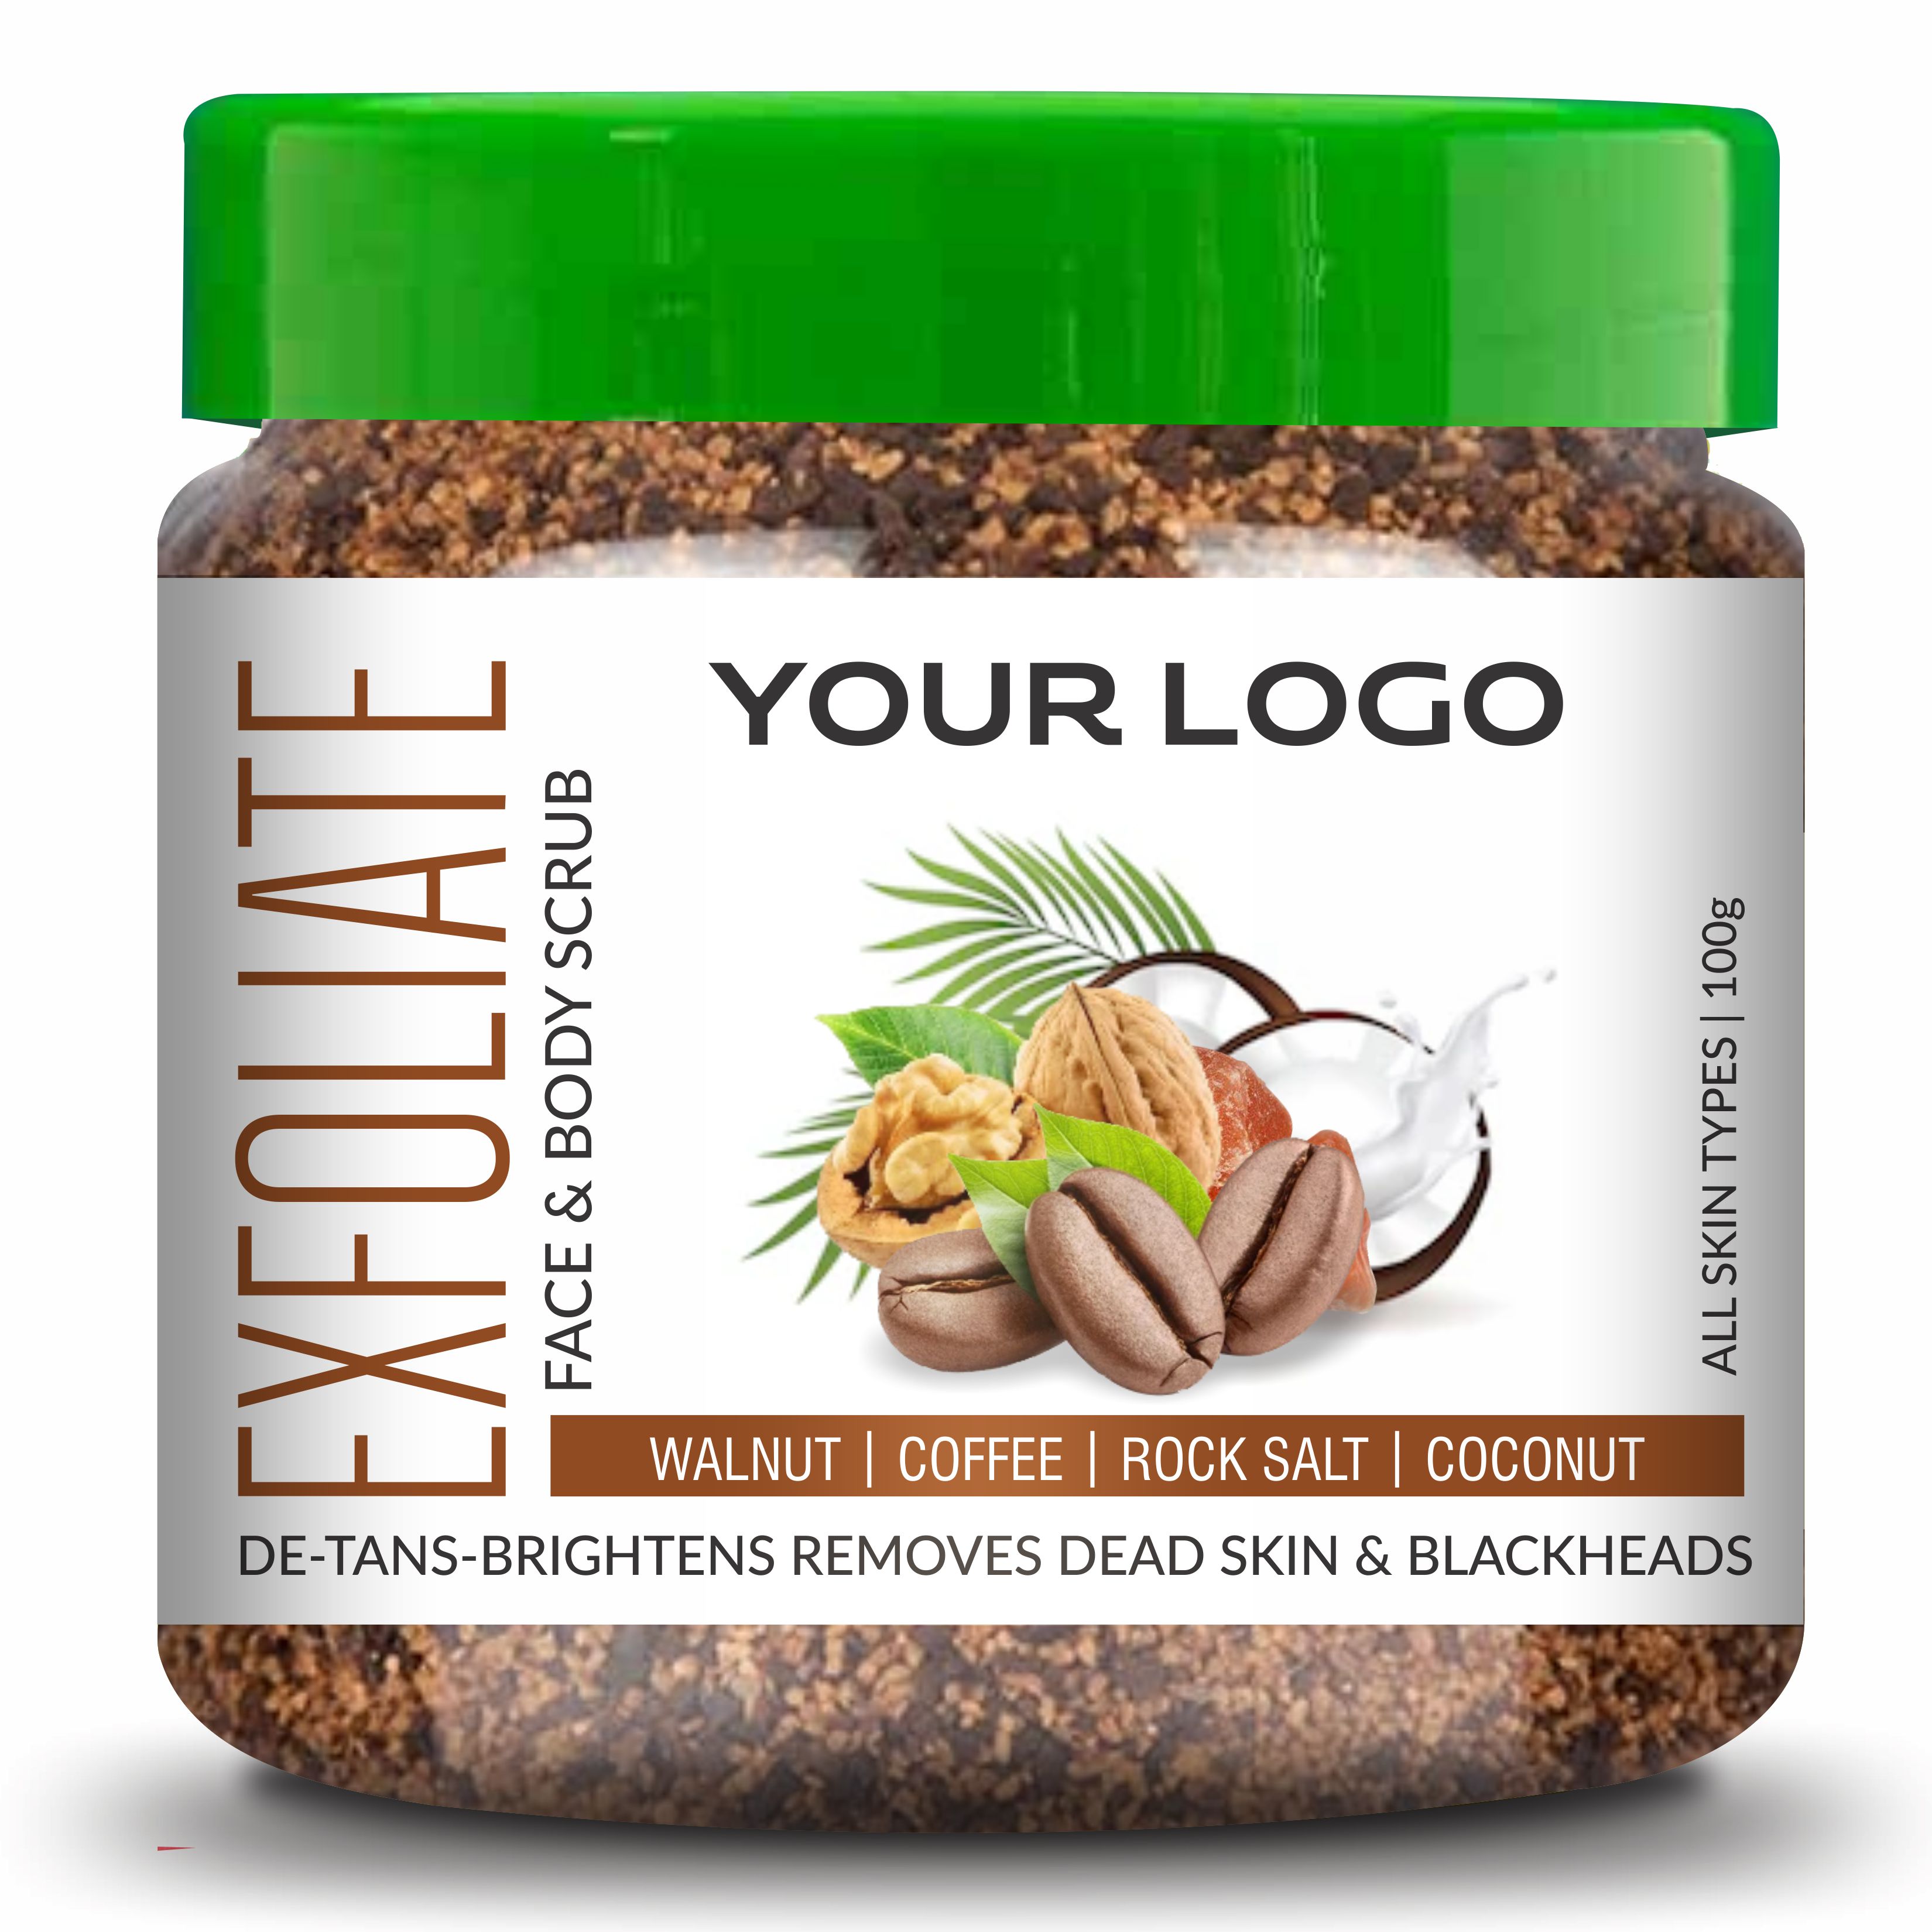 YOUR LOGO
EXFOLIATE
FACE & BODY SCRUB
ALL SKIN TYPES | 100g
WALNUT | COFFEE | ROCK SALT | COCONUT
DE-TANS-BRIGHTENS REMOVES DEAD SKIN & BLACKHEADS